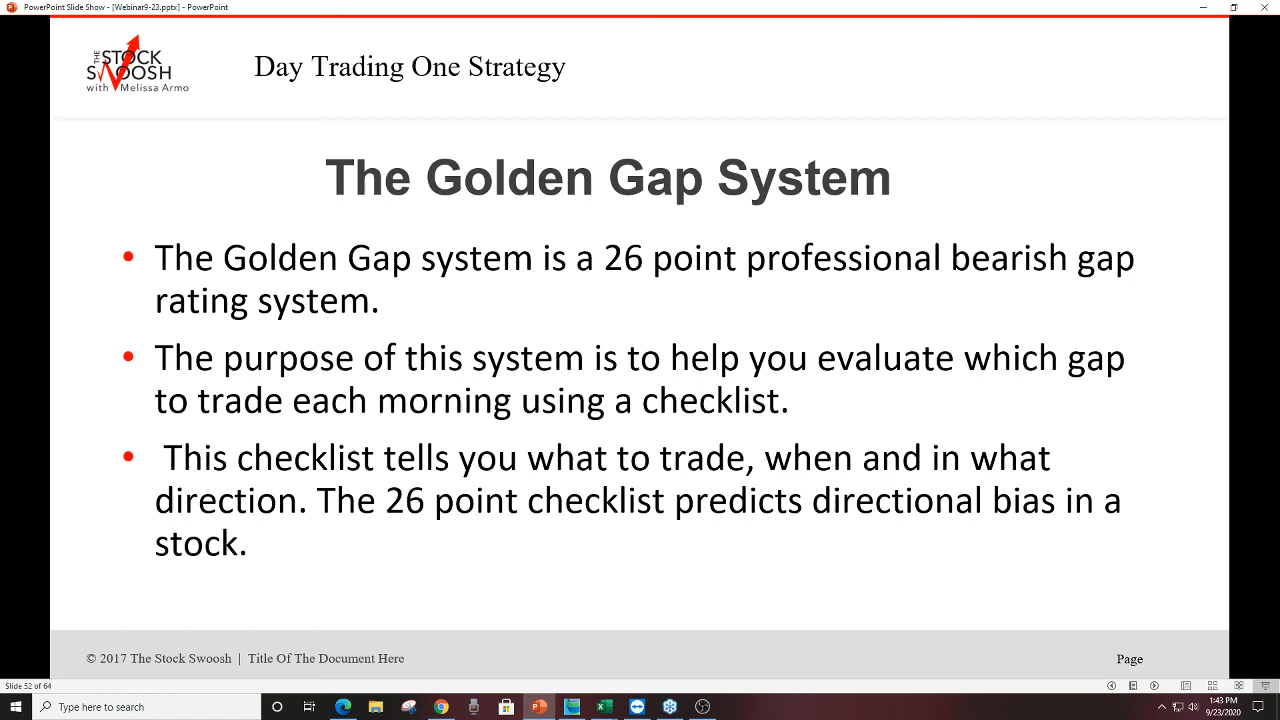 PowerPoint Slide Show - [Webinar9-23.pptx] - PowerPoint
THE STOCK
SWOOSH
with Melissa Armo
Day Trading One Strategy
The Golden Gap System
• The Golden Gap system is a 26 point professional bearish gap
rating system.
• The purpose of this system is to help you evaluate which gap
to trade each morning using a checklist.
• This checklist tells you what to trade, when and in what
direction. The 26 point checklist predicts directional bias in a
stock.
© 2017 The Stock Swoosh | Title Of The Document Here
Page
Slide 52 of 64
Type here to search
1:43 PM
9/23/2020